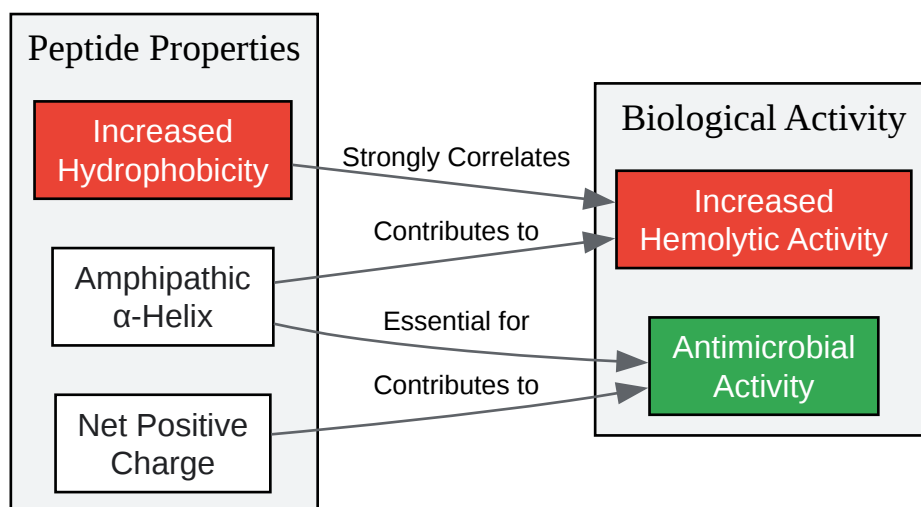 Peptide Properties
Increased
Hydrophobicity
Amphipathic
α-Helix
Net Positive
Charge
Strongly Correlates
Contributes to
Essential for
Contributes to
Biological Activity
Increased
Hemolytic Activity
Antimicrobial
Activity